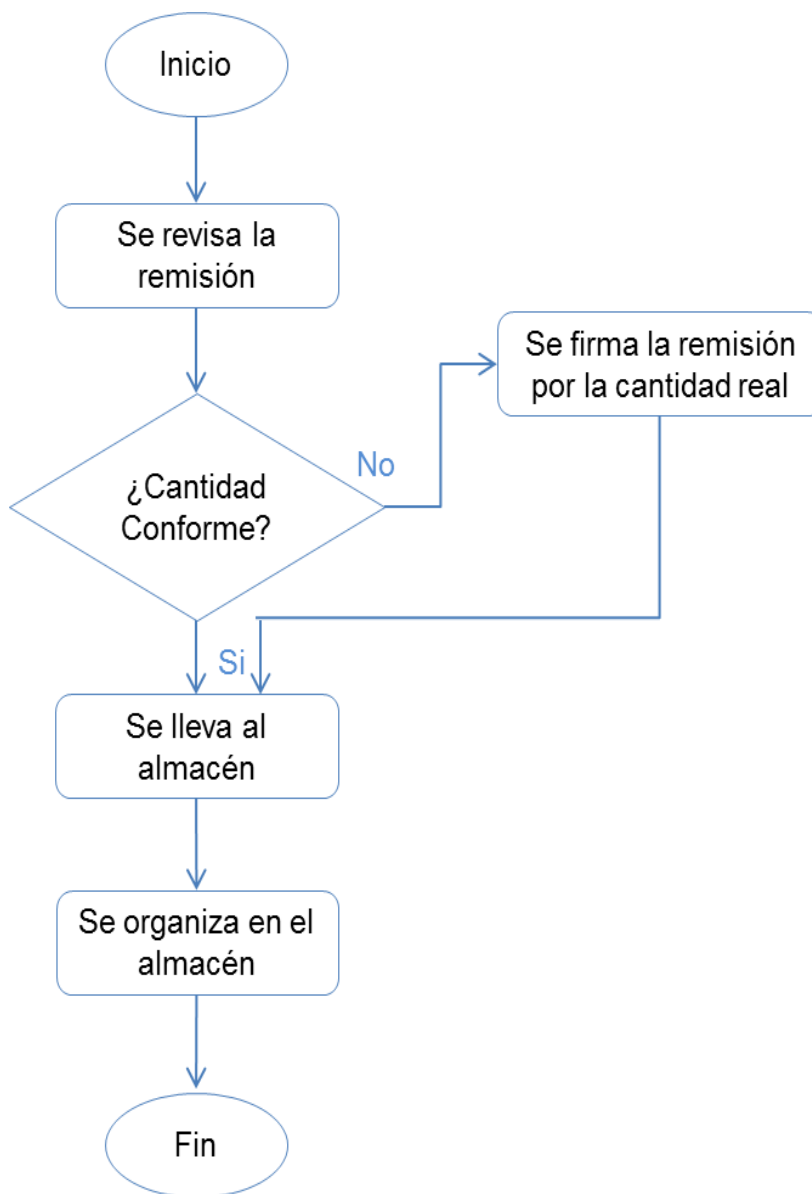 Inicio
Se revisa la
remisión
Se firma la remisión
por la cantidad real
No
¿Cantidad
Conforme?
Si
Se lleva al
almacén
Se organiza en el
almacén
Fin